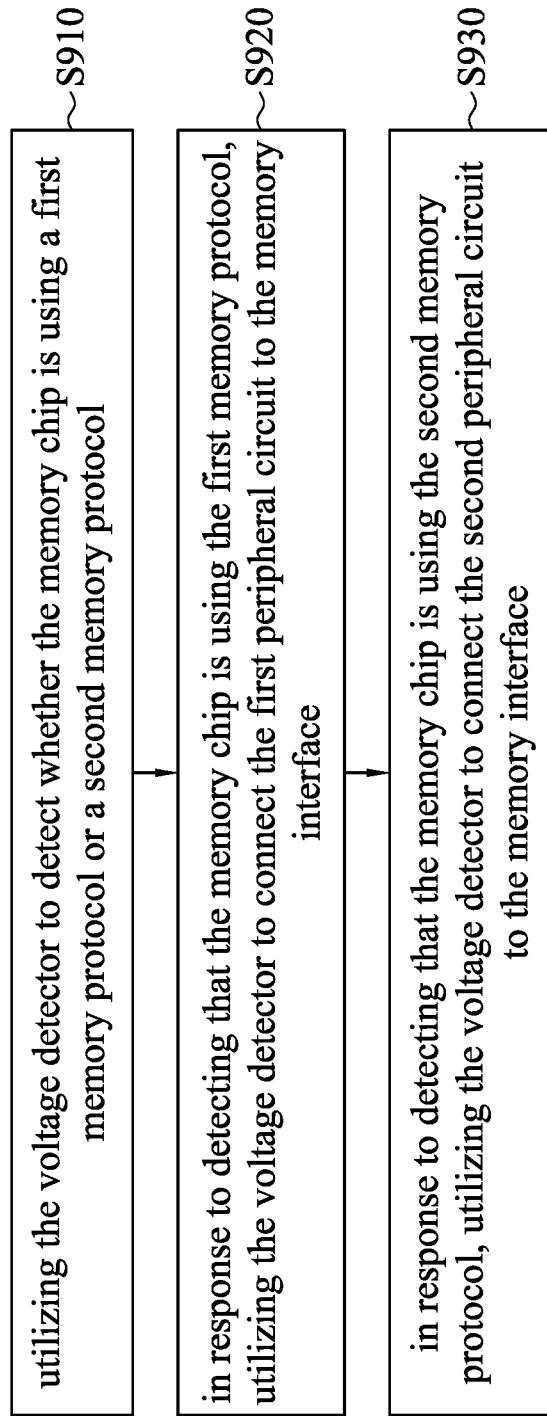 utilizing the voltage detector to detect whether the memory chip is using a first
memory protocol or a second memory protocol
S910
in response to detecting that the memory chip is using the first memory protocol,
utilizing the voltage detector to connect the first peripheral circuit to the memory
interface
S920
in response to detecting that the memory chip is using the second memory
protocol, utilizing the voltage detector to connect the second peripheral circuit
to the memory interface
S930